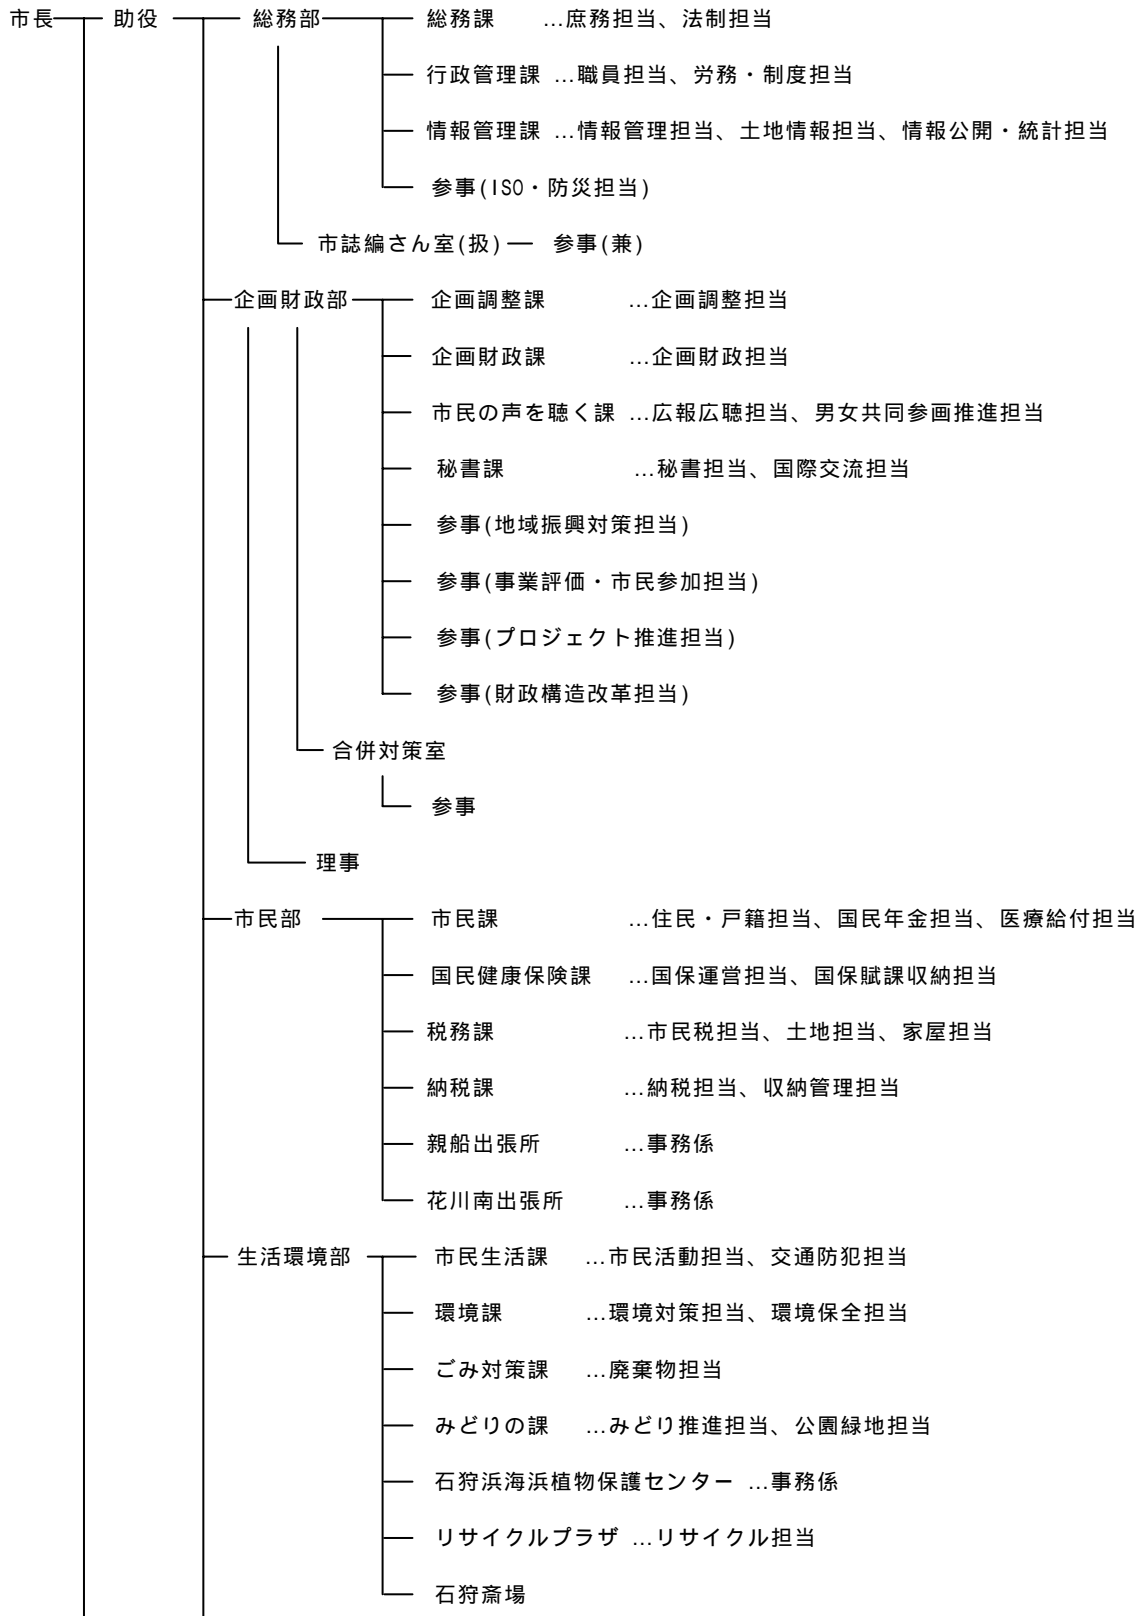 市長 助役 総務部 総務課 …庶務担当、法制担当
行政管理課 …職員担当、労務・制度担当
情報管理課 …情報管理担当、土地情報担当、情報公開・統計担当
参事(ISO・防災担当)
市誌編さん室(扱) 参事(兼)
企画財政部 企画調整課 …企画調整担当
企画財政課 …企画財政担当
市民の声を聴く課 …広報広聴担当、男女共同参画推進担当
秘書課 …秘書担当、国際交流担当
参事(地域振興対策担当)
参事(事業評価・市民参加担当)
参事(プロジェクト推進担当)
参事(財政構造改革担当)
合併対策室
参事
理事
市民部 市民課 …住民・戸籍担当、国民年金担当、医療給付担当
国民健康保険課 …国保運営担当、国保賦課収納担当
税務課 …市民税担当、土地担当、家屋担当
納税課 …納税担当、収納管理担当
親船出張所 …事務係
花川南出張所 …事務係
生活環境部 市民生活課 …市民活動担当、交通防犯担当
環境課 …環境対策担当、環境保全担当
ごみ対策課 …廃棄物担当
みどりの課 …みどり推進担当、公園緑地担当
石狩浜海浜植物保護センター …事務係
リサイクルプラザ …リサイクル担当
石狩斎場